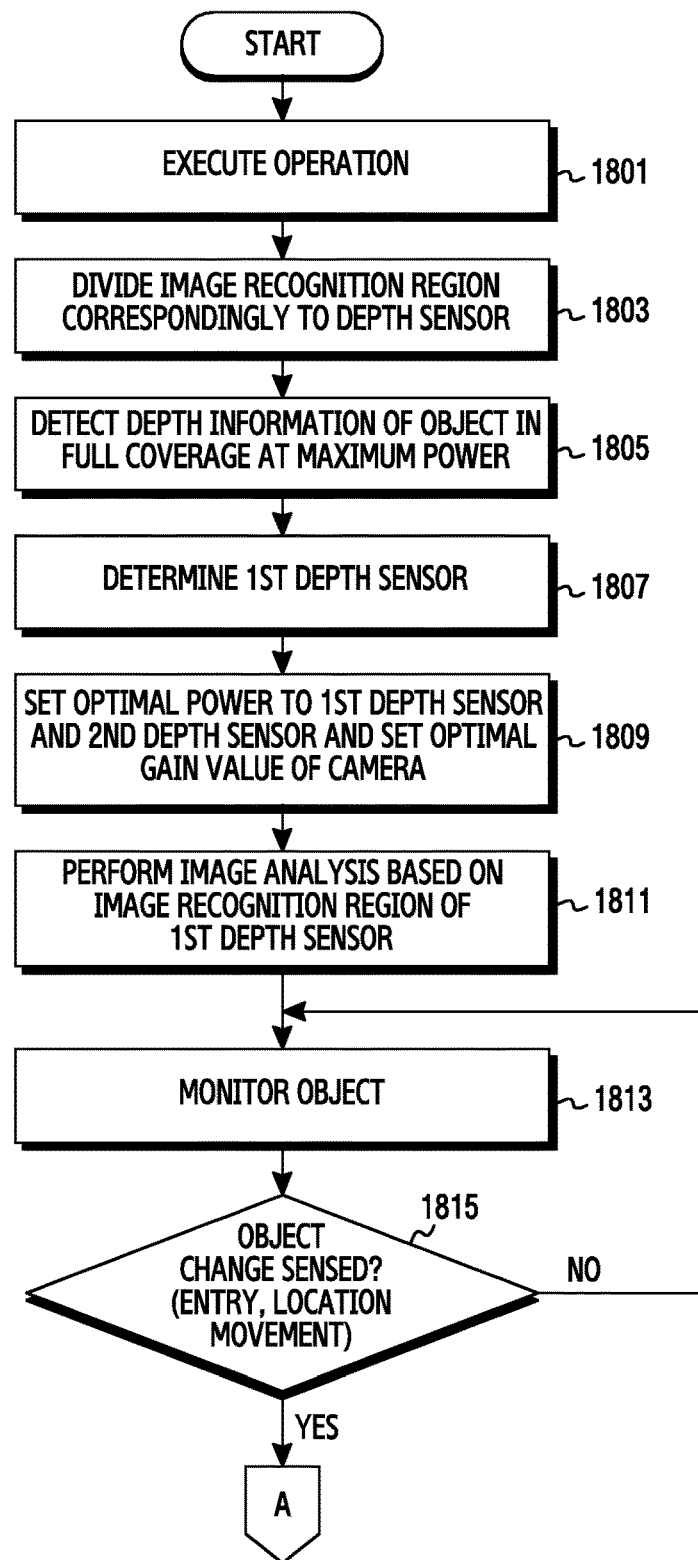 START
EXECUTE OPERATION
1801
DIVIDE IMAGE RECOGNITION REGION
CORRESPONDINGLY TO DEPTH SENSOR
1803
DETECT DEPTH INFORMATION OF OBJECT IN
FULL COVERAGE AT MAXIMUM POWER
1805
DETERMINE 1ST DEPTH SENSOR
1807
SET OPTIMAL POWER TO 1ST DEPTH SENSOR
AND 2ND DEPTH SENSOR AND SET OPTIMAL
GAIN VALUE OF CAMERA
1809
PERFORM IMAGE ANALYSIS BASED ON
IMAGE RECOGNITION REGION OF
1ST DEPTH SENSOR
1811
MONITOR OBJECT
1813
1815
OBJECT
CHANGE SENSED?
(ENTRY, LOCATION
MOVEMENT)
NO
YES
A